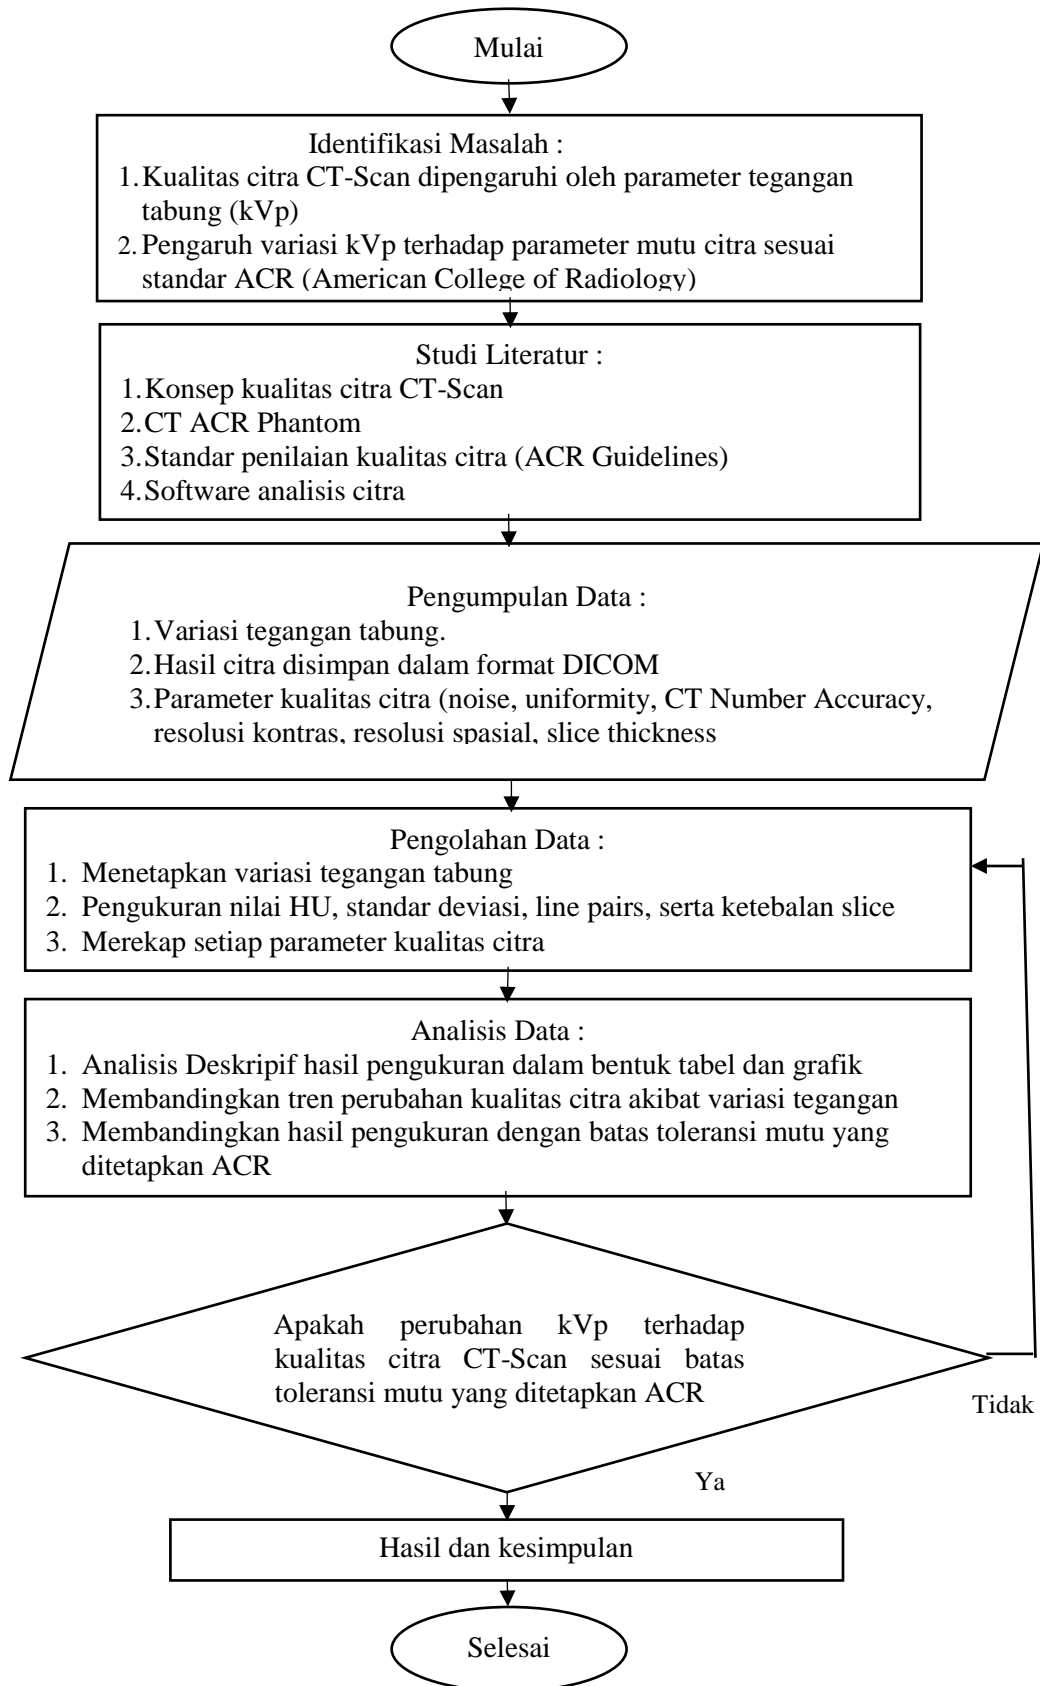 Mulai
Identifikasi Masalah :
1. Kualitas citra CT-Scan dipengaruhi oleh parameter tegangan
tabung (kVp)
2. Pengaruh variasi kVp terhadap parameter mutu citra sesuai
standar ACR (American College of Radiology)
Studi Literatur :
1. Konsep kualitas citra CT-Scan
2. CT ACR Phantom
3. Standar penilaian kualitas citra (ACR Guidelines)
4. Software analisis citra
Pengumpulan Data :
1. Variasi tegangan tabung.
2. Hasil citra disimpan dalam format DICOM
3. Parameter kualitas citra (noise, uniformity, CT Number Accuracy,
resolusi kontras, resolusi spasial, slice thickness
Pengolahan Data :
1. Menetapkan variasi tegangan tabung
2. Pengukuran nilai HU, standar deviasi, line pairs, serta ketebalan slice
3. Merekap setiap parameter kualitas citra
Analisis Data :
1. Analisis Deskripif hasil pengukuran dalam bentuk tabel dan grafik
2. Membandingkan tren perubahan kualitas citra akibat variasi tegangan
3. Membandingkan hasil pengukuran dengan batas toleransi mutu yang
ditetapkan ACR
Apakah perubahan kVp terhadap
kualitas citra CT-Scan sesuai batas
toleransi mutu yang ditetapkan ACR
Tidak
Ya
Hasil dan kesimpulan
Selesai